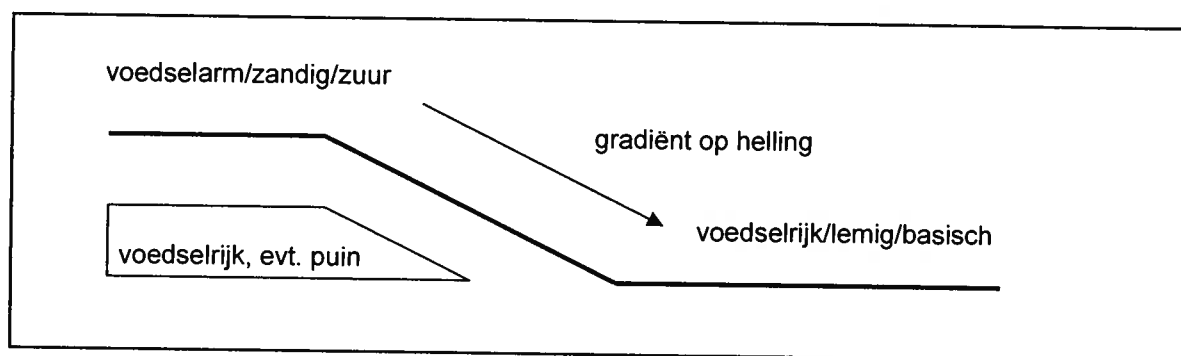 voedselarm/zandig/zuur
gradiënt op helling
voedselrijk/lemig/basisch
voedselrijk, evt. puin